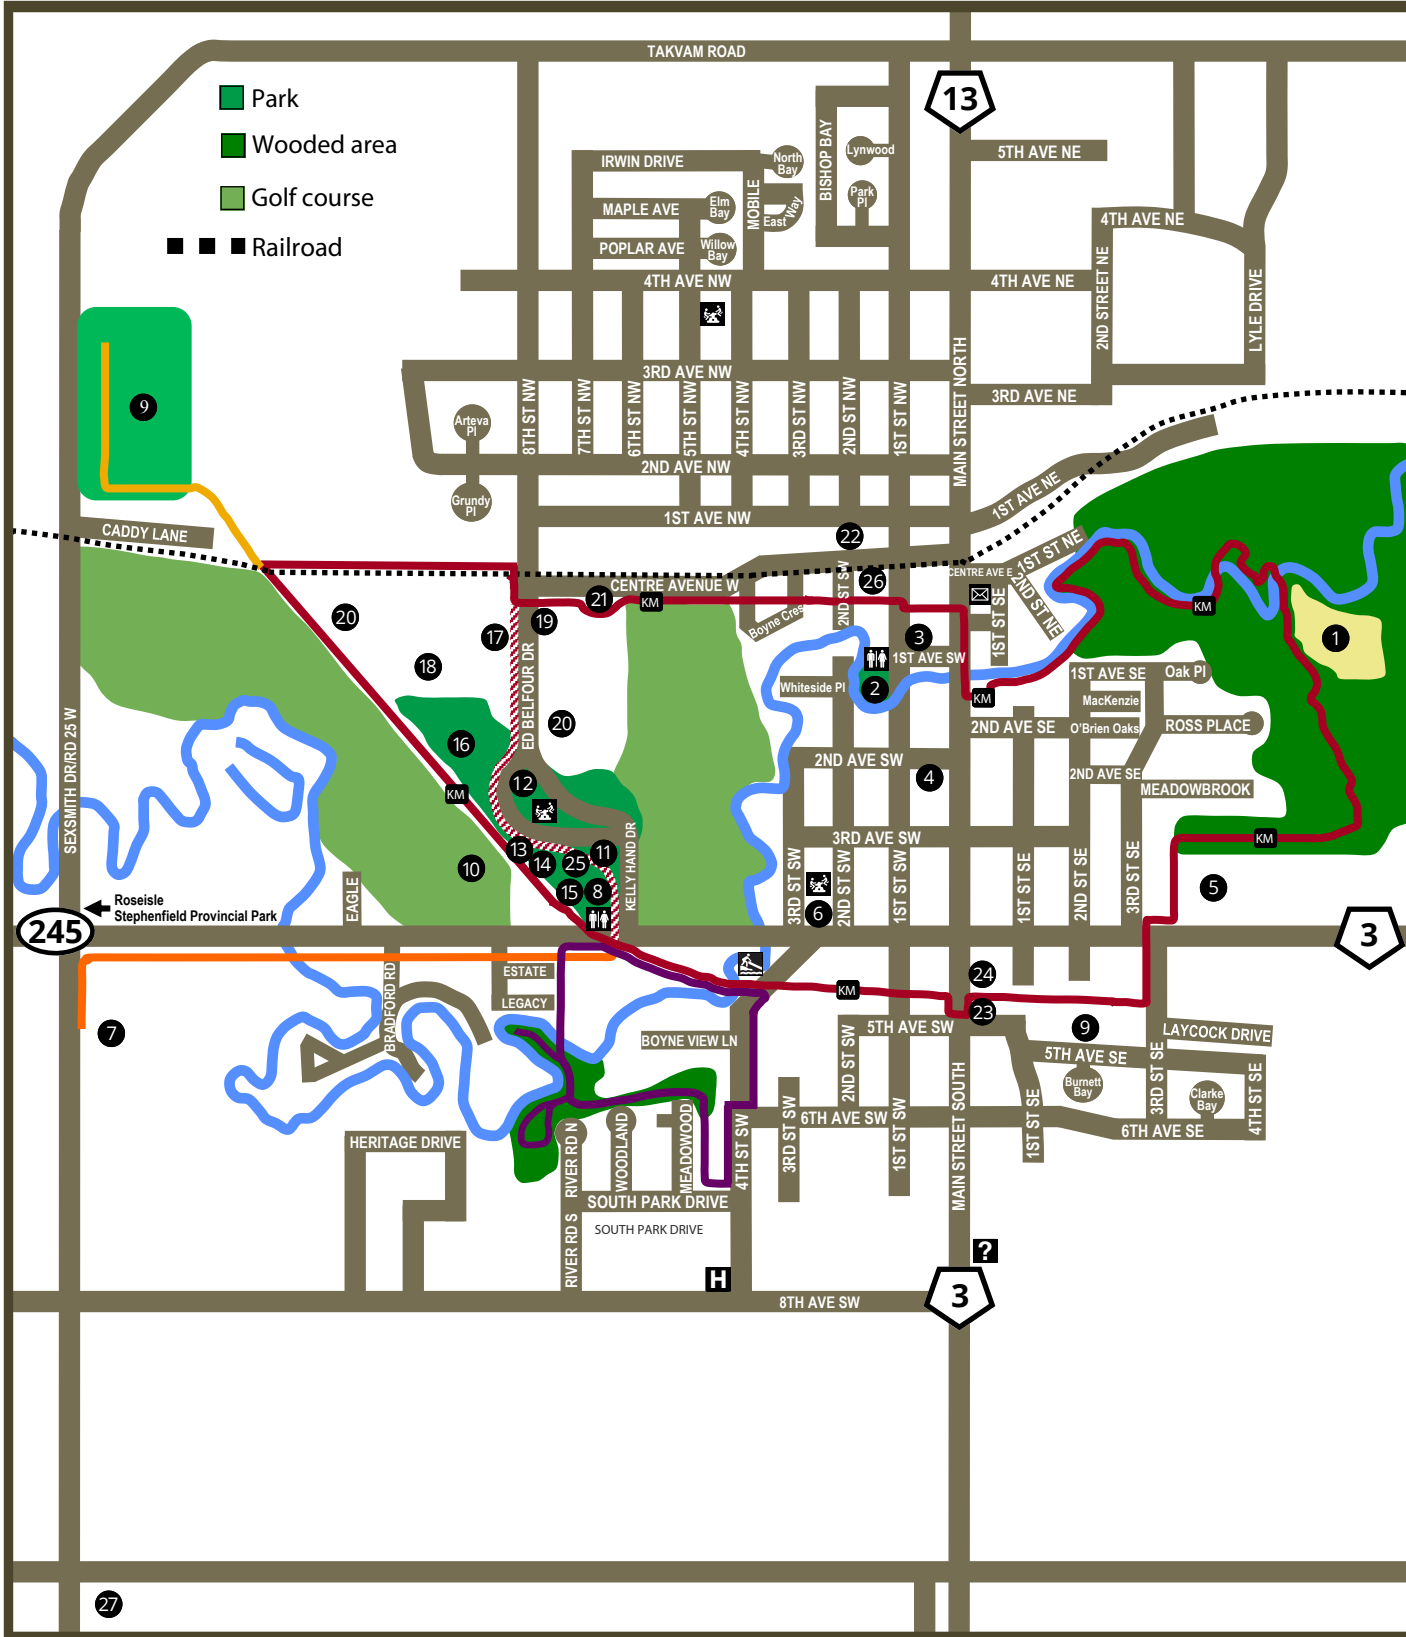 TAKVAM ROAD
13
Park
Wooded area
Golf course
Railroad
BISHOP BAY
Lynwood
Park
Pl
5TH AVE NE
IRWIN DRIVE
North
Bay
MAPLE AVE
Elm
Bay
MOBILE
East Way
POPLAR AVE
Willow
Bay
4TH AVE NE
4TH AVE NW
4TH AVE NE
2ND STREET NE
LYLE DRIVE
3RD AVE NW
3RD AVE NE
MAIN STREET NORTH
8TH ST NW
7TH ST NW
6TH ST NW
5TH ST NW
4TH ST NW
3RD ST NW
2ND ST NW
1ST ST NW
9
Arteva
Pl
2ND AVE NW
Grundy
Pl
1ST AVE NW
1ST AVE NE
CADDY LANE
22
CENTRE AVENUE W
26
2ND ST SW
CENTRE AVE E
1ST ST NE
2ND ST NE
1ST ST SE
21
KM
Boyne Cres
KM
20
17
19
18
3
1ST AVE SW
1
2
Whiteside Pl
KM
1ST AVE SE
Oak Pl
MacKenzie
ED BELFOUR DR
20
2ND AVE SE
O'Brien Oaks
ROSS PLACE
16
2ND AVE SW
4
2ND AVE SE
MEADOWBROOK
SEXSMITH DR/RD 25 W
KM
12
KELLY HAND DR
3RD AVE SW
KM
13
14
25
11
10
15
8
EAGLE
3RD ST SW
2ND ST SW
1ST ST SW
1ST ST SE
2ND ST SE
3RD ST SE
6
5
Roseisle
Stephenfield Provincial Park
245
3
ESTATE
LEGACY
BRADFORD RD
KM
24
23
7
5TH AVE SW
9
LAYCOCK DRIVE
BOYNE VIEW LN
5TH AVE SE
Burnett
Bay
Clarke
Bay
2ND ST SW
3RD ST SE
4TH ST SE
6TH AVE SW
6TH AVE SE
1ST ST SE
HERITAGE DRIVE
RIVER RD N
WOODLAND
MEADOWOOD
4TH ST SW
3RD ST SW
1ST ST SW
MAIN STREET SOUTH
SOUTH PARK DRIVE
SOUTH PARK DRIVE
RIVER RD S
H
?
8TH AVE SW
3
27